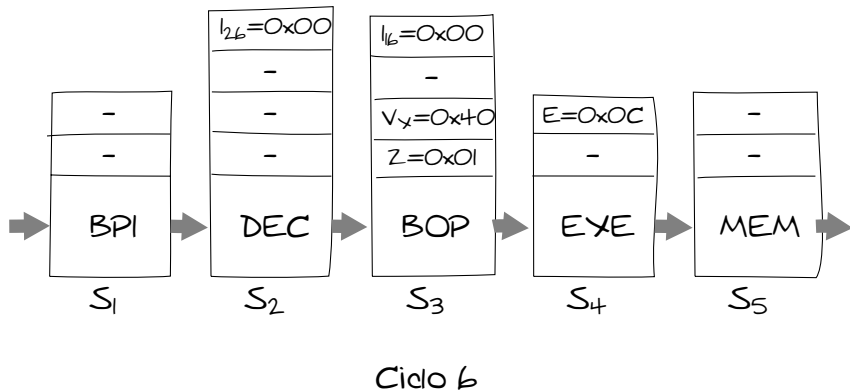 I26=0x00
-
-
-
I16=0x00
-
Vx=0x40
Z=0x01
-
-
E=0x0C
-
-
-
BPI
DEC
BOP
EXE
MEM
S1
S2
S3
S4
S5
Ciclo 6